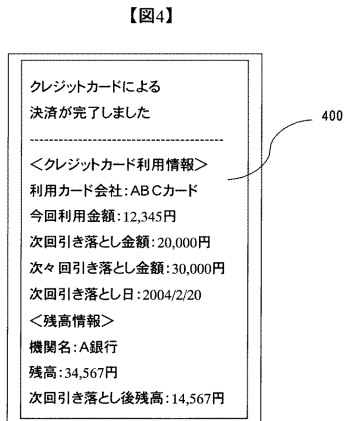 【図4】
クレジットカードによる
決済が完了しました
400
＜クレジットカード利用情報＞
利用カード会社:ABCカード
今回利用金額:12,345円
次回引き落とし金額:20,000円
次々回引き落とし金額:30,000円
次回引き落とし日:2004/2/20
＜残高情報＞
機関名:A銀行
残高:34,567円
次回引き落とし後残高:14,567円